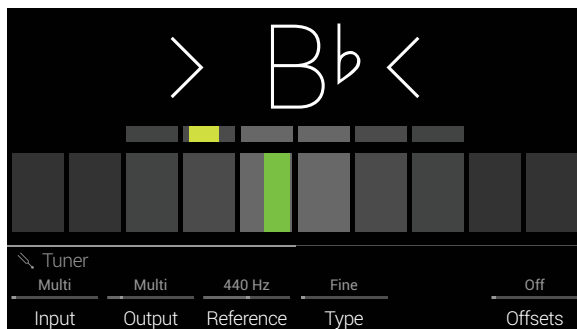 > B♭ <
Tuner
Multi Multi 440 Hz Fine Off
Input Output Reference Type Offsets